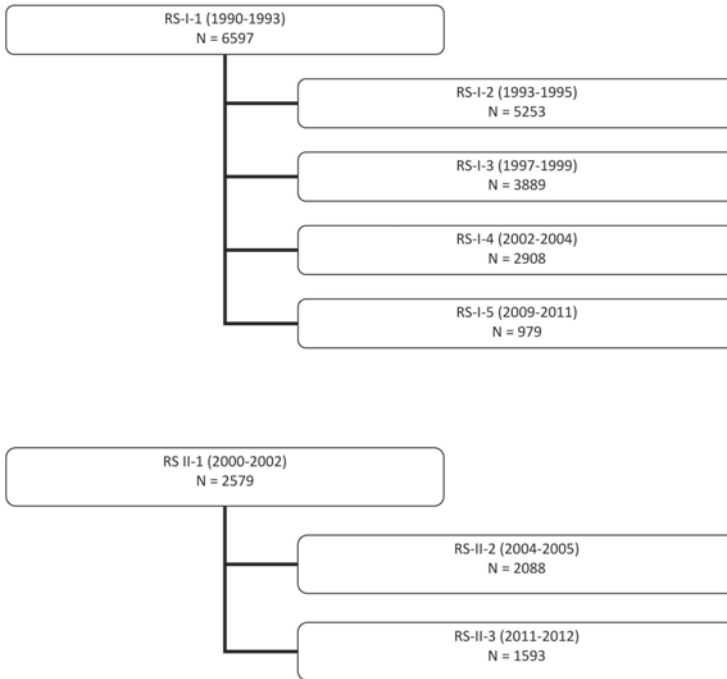 RS-I-1 (1990-1993)
N = 6597
RS-I-2 (1993-1995)
N = 5253
RS-I-3 (1997-1999)
N = 3889
RS-I-4 (2002-2004)
N = 2908
RS-I-5 (2009-2011)
N = 979
RS II-1 (2000-2002)
N = 2579
RS-II-2 (2004-2005)
N = 2088
RS-II-3 (2011-2012)
N = 1593